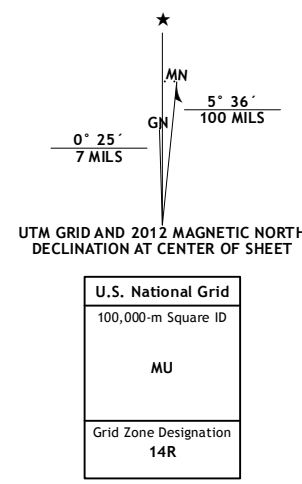 ★
MN
GN
5° 36´
100 MILS
0° 25´
7 MILS
UTM GRID AND 2012 MAGNETIC NORTH
DECLINATION AT CENTER OF SHEET
U.S. National Grid
100,000-m Square ID
MU
Grid Zone Designation
14R